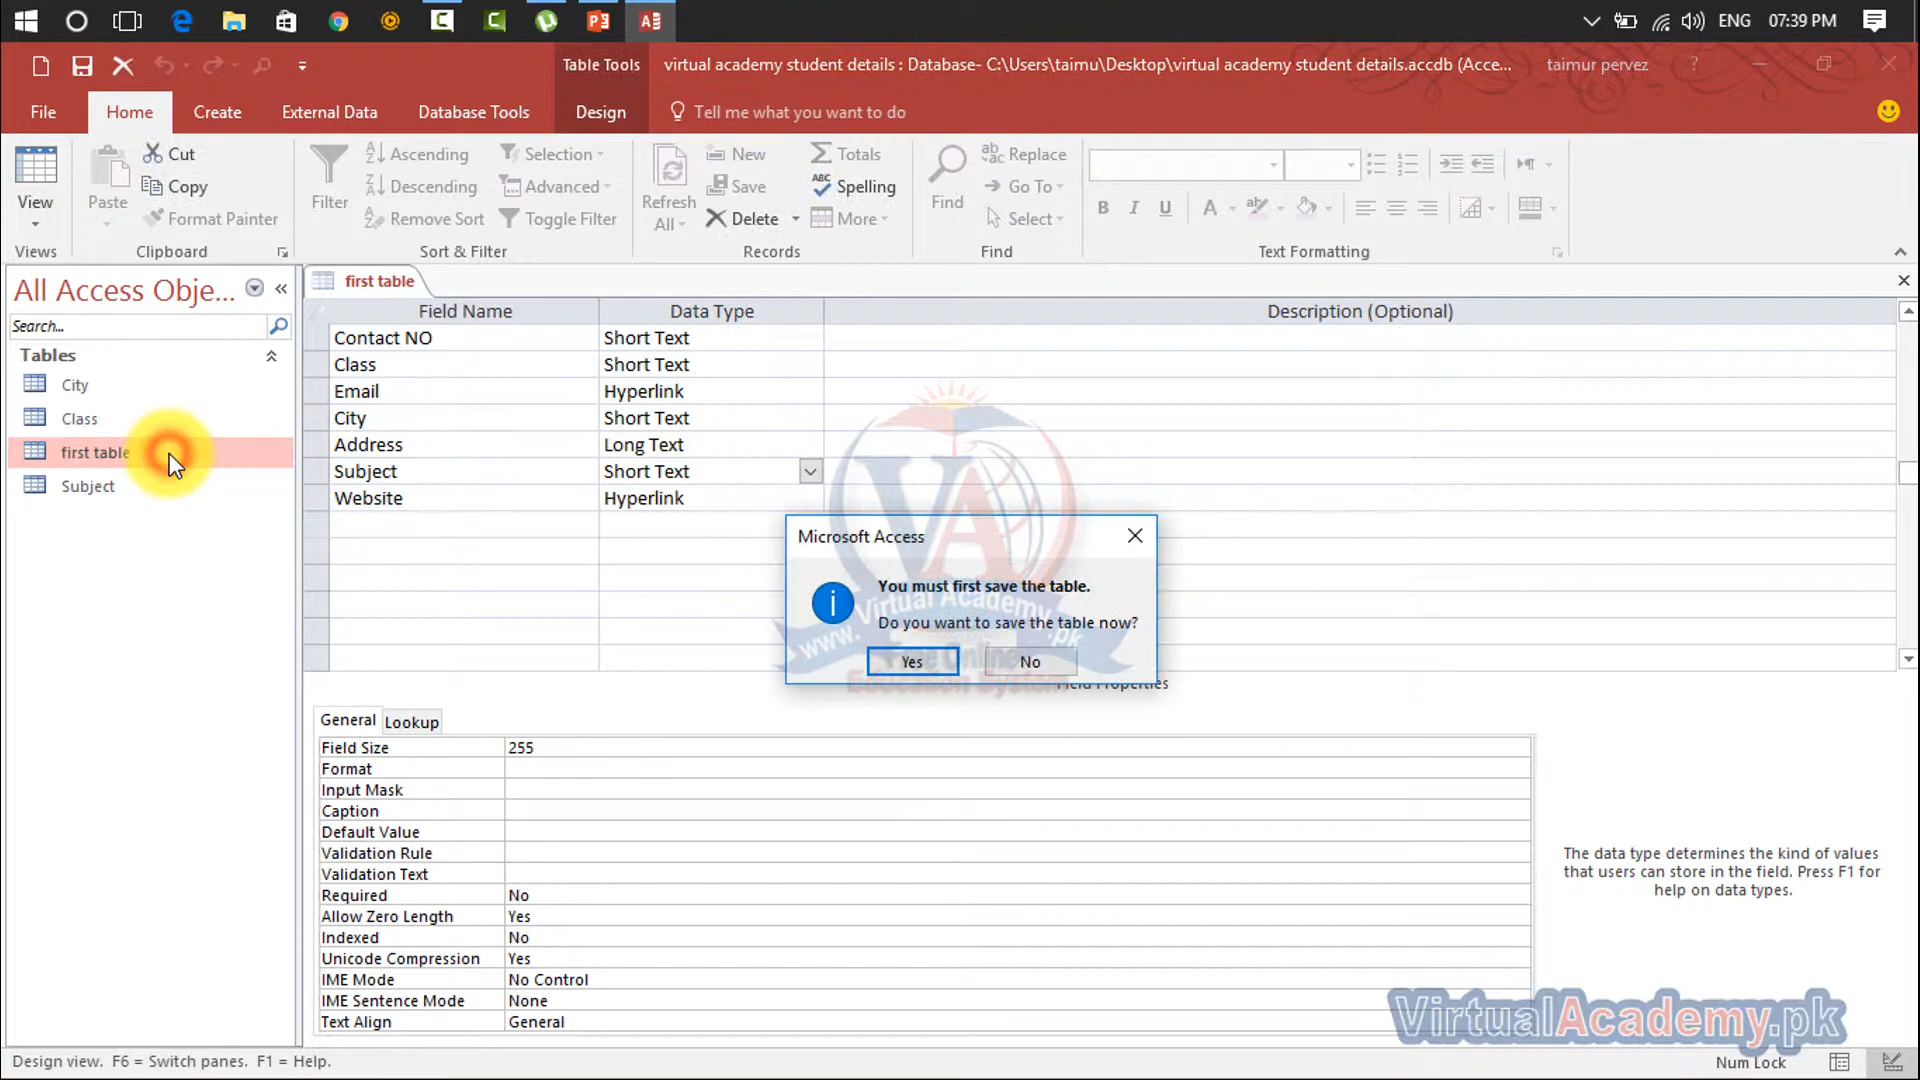 ENG 07:39 PM
Table Tools virtual academy student details : Database- C:\Users\taimu\Desktop\virtual academy student details.accdb (Acce... taimur pervez ?
File Home Create External Data Database Tools Design Tell me what you want to do
View Paste Cut Copy Format Painter Filter Ascending Descending Remove Sort Selection Advanced Toggle Filter
Refresh All New Save Delete Totals Spelling More Find Replace Go To Select B I U A
Views Clipboard Sort & Filter Records Find Text Formatting
All Access Obje...
Search...
Tables
City
Class
first table
Subject
first table
Field Name Data Type Description (Optional)
Contact NO Short Text
Class Short Text
Email Hyperlink
City Short Text
Address Long Text
Subject Short Text
Website Hyperlink
VA
www.VirtualAcademy.pk
Free Online
Education System
Microsoft Access
You must first save the table.
Do you want to save the table now?
Yes No
Field Properties
General Lookup
Field Size 255
Format
Input Mask
Caption
Default Value
Validation Rule
Validation Text
Required No
Allow Zero Length Yes
Indexed No
Unicode Compression Yes
IME Mode No Control
IME Sentence Mode None
Text Align General
The data type determines the kind of values
that users can store in the field. Press F1 for
help on data types.
VirtualAcademy.pk
Design view. F6 = Switch panes. F1 = Help. Num Lock